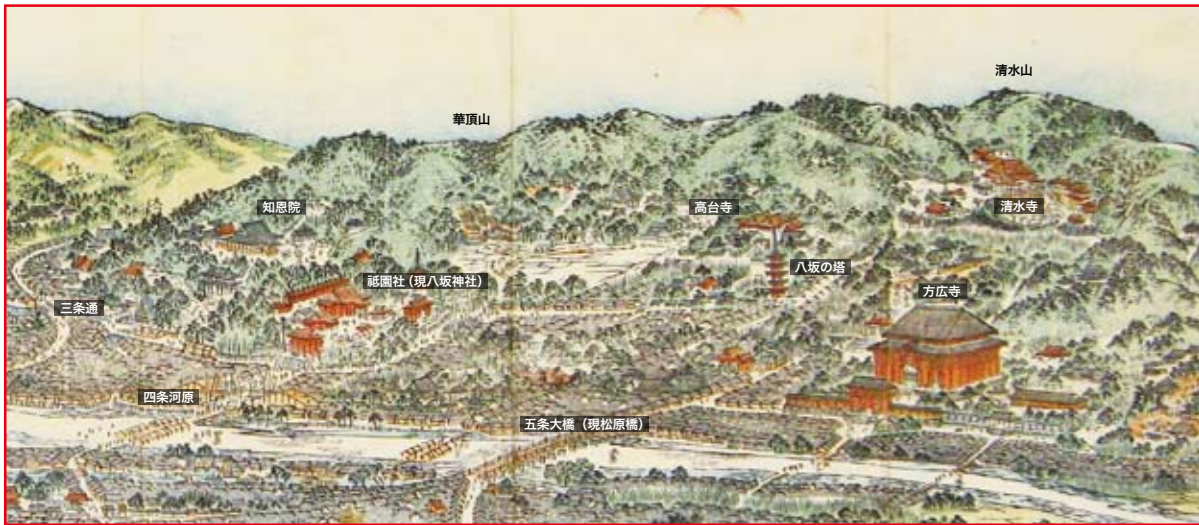 清水山
華頂山
知恩院
高台寺
清水寺
祇園社(現八坂神社)
八坂の塔
方広寺
三条通
四条河原
五条大橋(現松原橋)